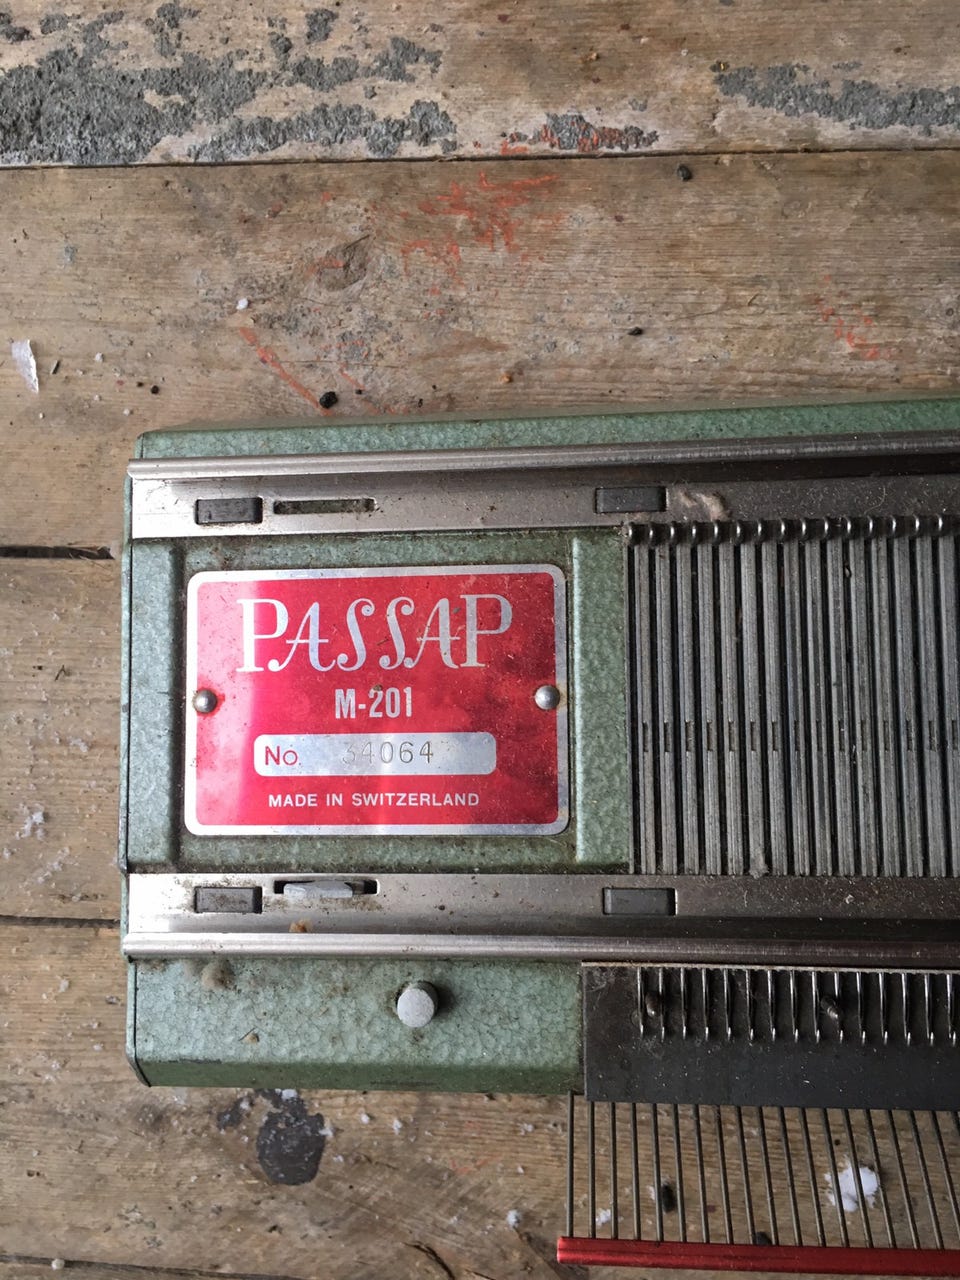 PASSAP
M-201
No. 34064
MADE IN SWITZERLAND